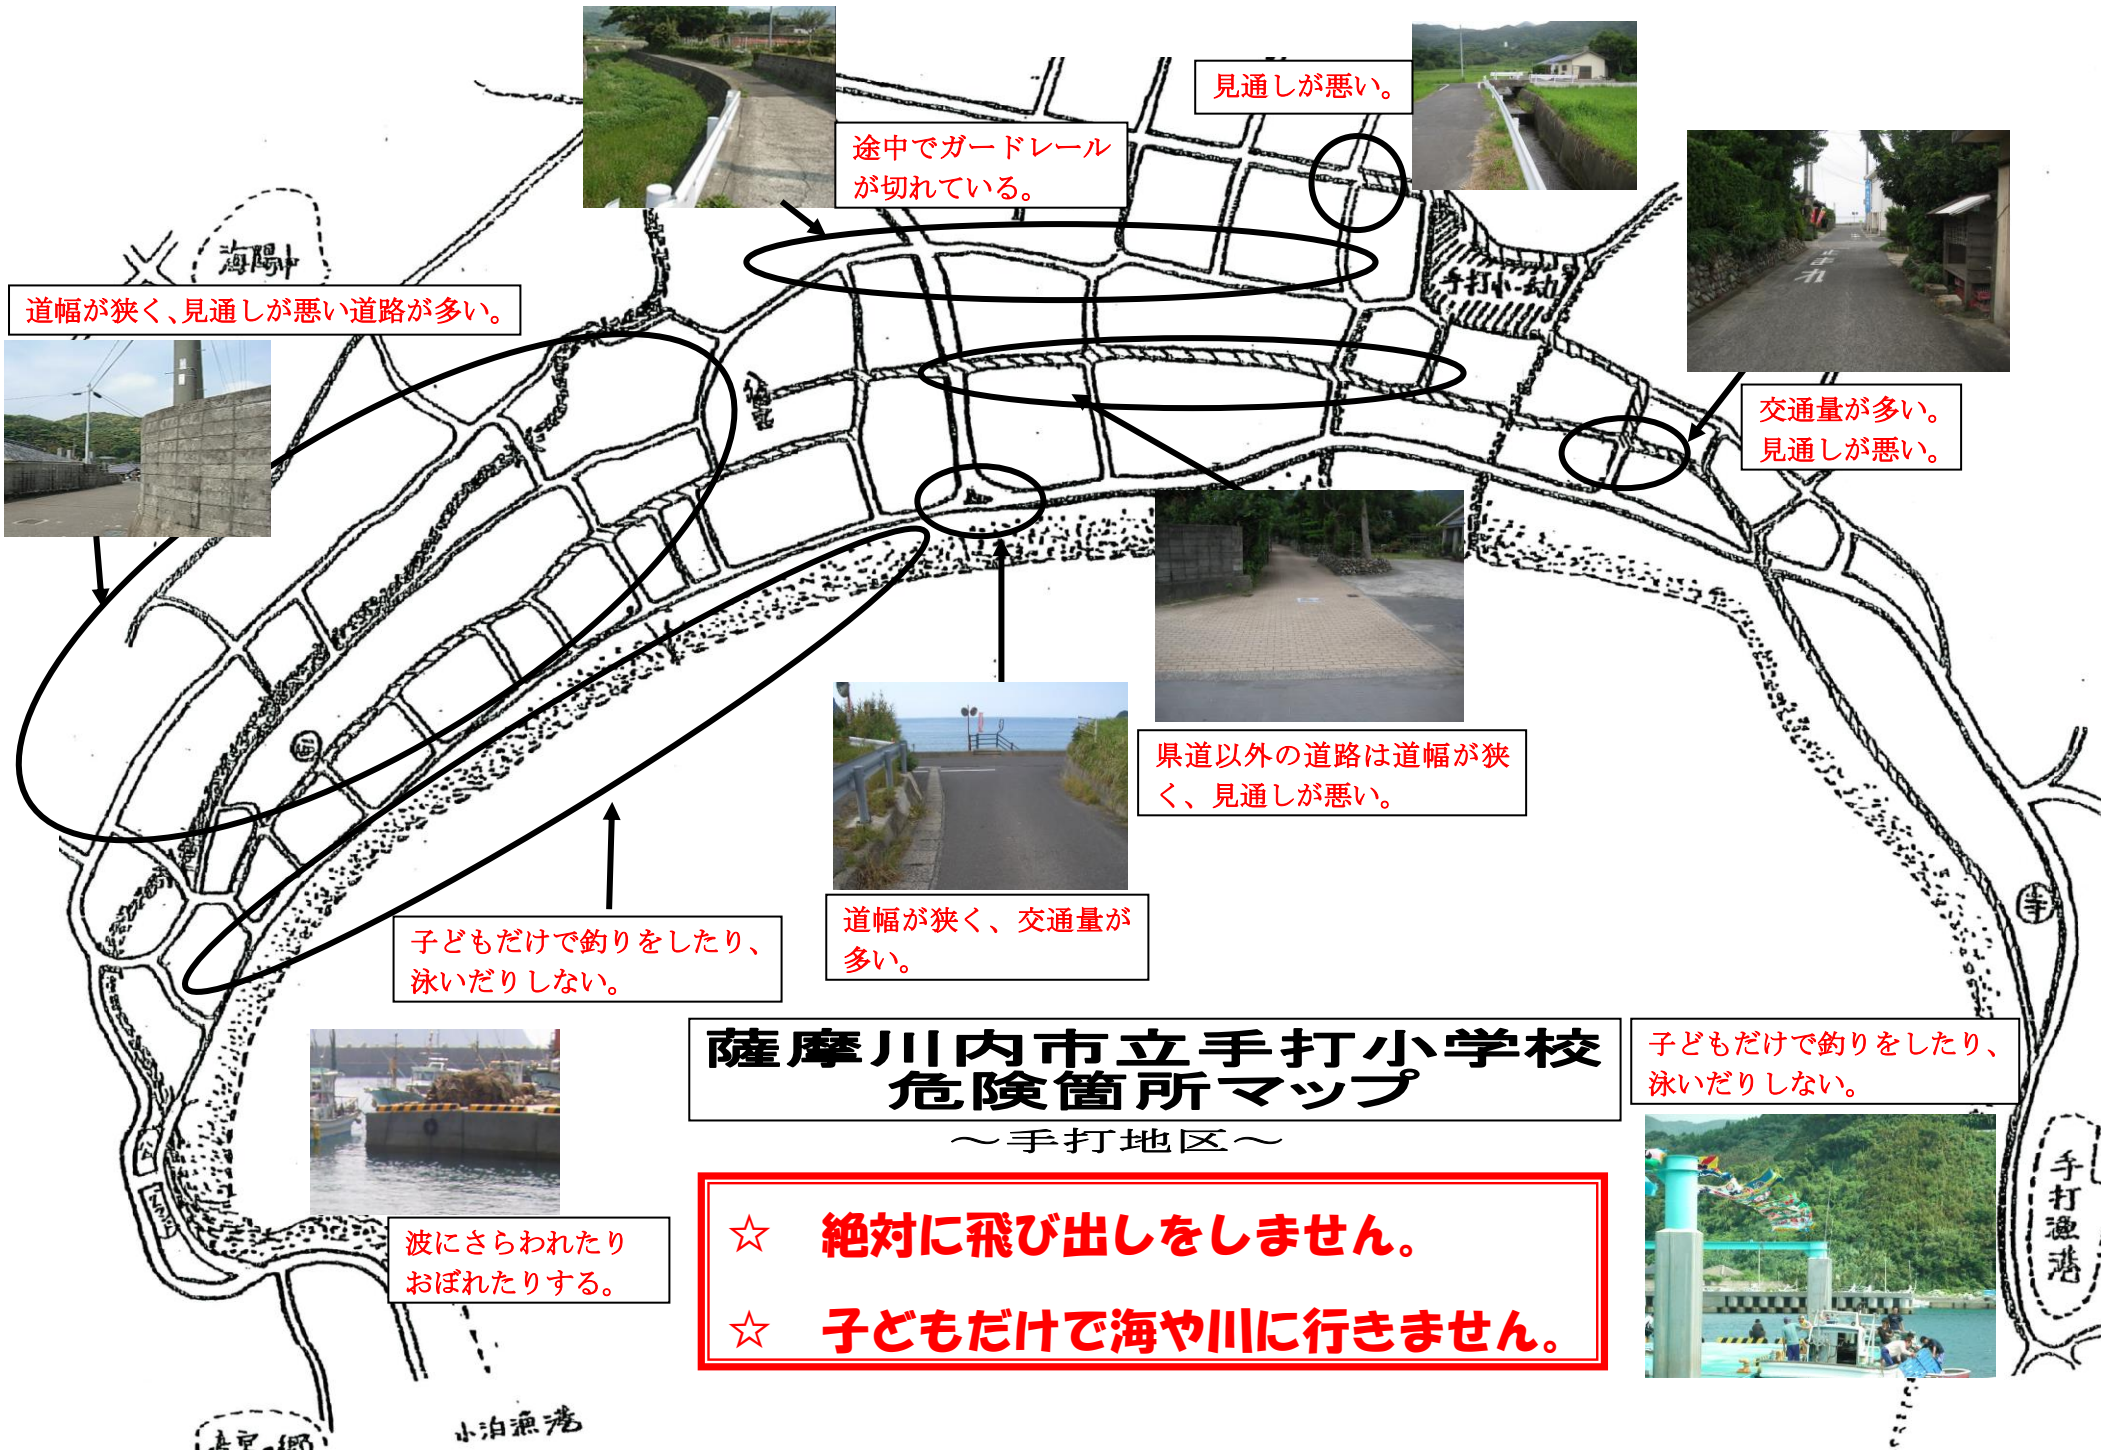 見通しが悪い。
途中でガードレール
が切れている。
海陽中
道幅が狭く、見通しが悪い道路が多い。
手打小・幼
止まれ
交通量が多い。
見通しが悪い。
県道以外の道路は道幅が狭
く、見通しが悪い。
道幅が狭く、交通量が
多い。
子どもだけで釣りをしたり、
泳いだりしない。
寺
薩摩川内市立手打小学校
危険箇所マップ
～手打地区～
子どもだけで釣りをしたり、
泳いだりしない。
手打漁港
波にさらわれたり
おぼれたりする。
☆ 絶対に飛び出しをしません。
☆ 子どもだけで海や川に行きません。
小泊漁港